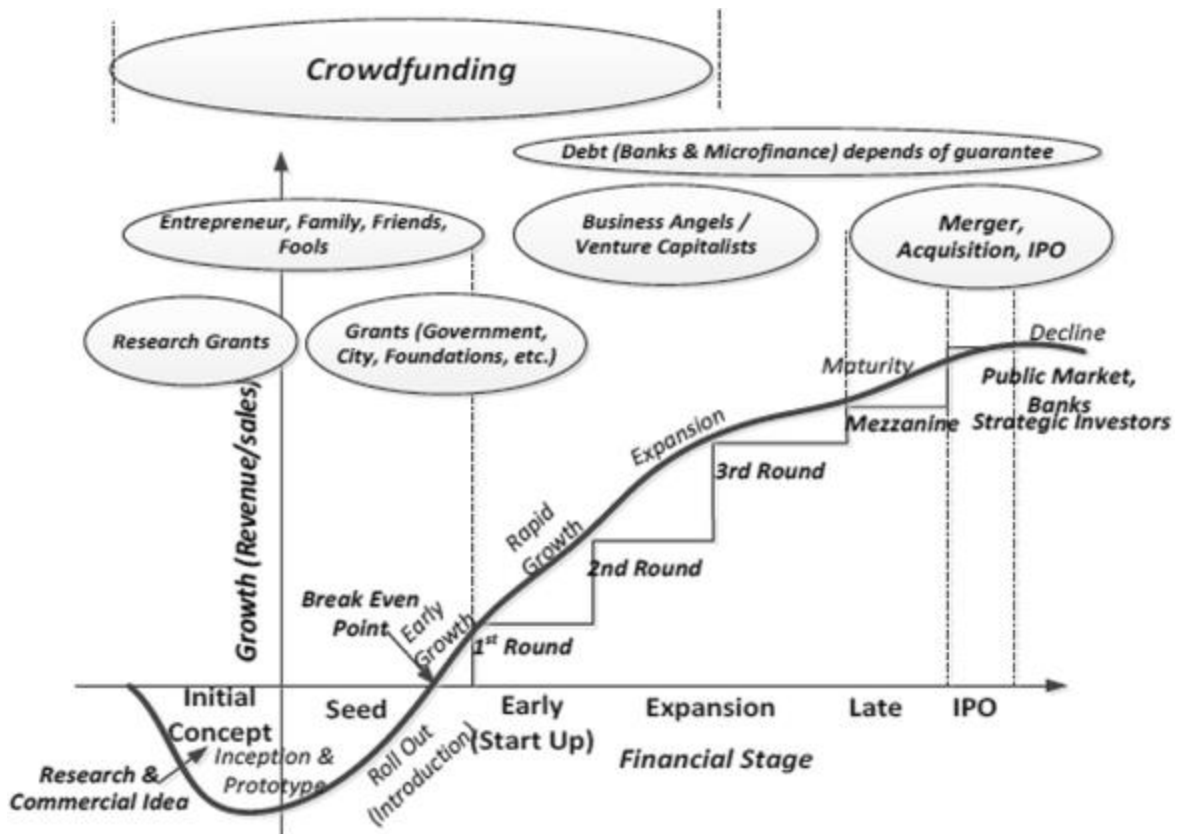 Crowdfunding
Debt (Banks & Microfinance) depends of guarantee
Entrepreneur, Family, Friends,
Fools
Business Angels /
Venture Capitalists
Merger,
Acquisition, IPO
Research Grants
Grants (Government,
City, Foundations, etc.)
Growth (Revenue/sales)
Decline
Maturity
Public Market,
Banks
Strategic Investors
Mezzanine
Expansion
3rd Round
Rapid
Growth
2nd Round
Break Even
Point
Early
Growth
1st Round
Initial
Concept
Seed
Early
(Start Up)
Expansion
Late
IPO
Financial Stage
Inception &
Prototype
Roll Out
(Introduction)
Research &
Commercial Idea